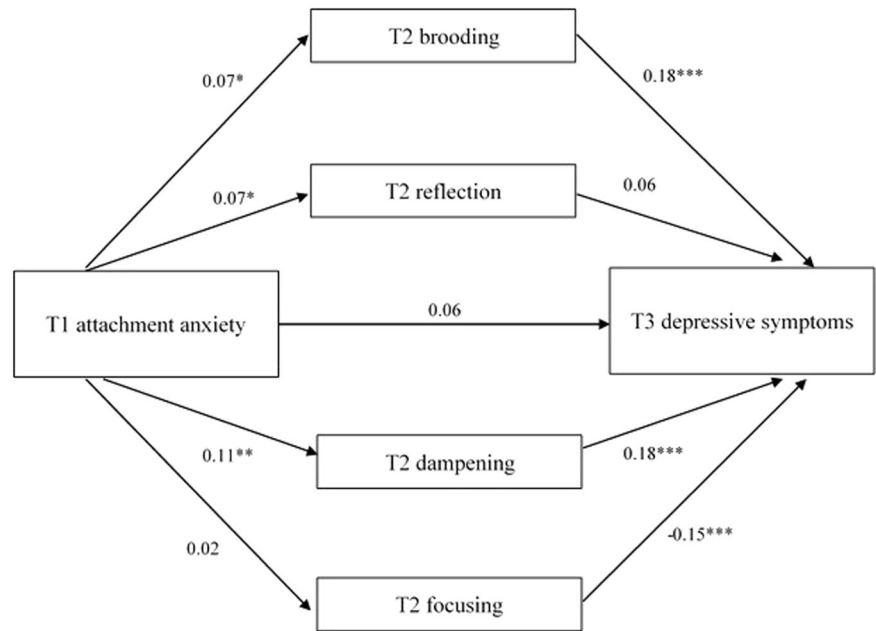 T2 brooding
0.07*
0.18***
T2 reflection
0.07*
0.06
T1 attachment anxiety
0.06
T3 depressive symptoms
T2 dampening
0.11**
0.18***
0.02
-0.15***
T2 focusing